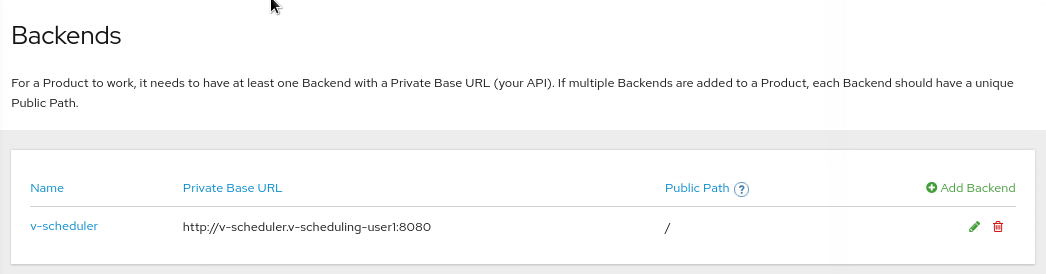 Backends
For a Product to work, it needs to have at least one Backend with a Private Base URL (your API). If multiple Backends are added to a Product, each Backend should have a unique
Public Path.
Name Private Base URL Public Path ? Add Backend
v-scheduler http://v-scheduler.v-scheduling-user1:8080 /